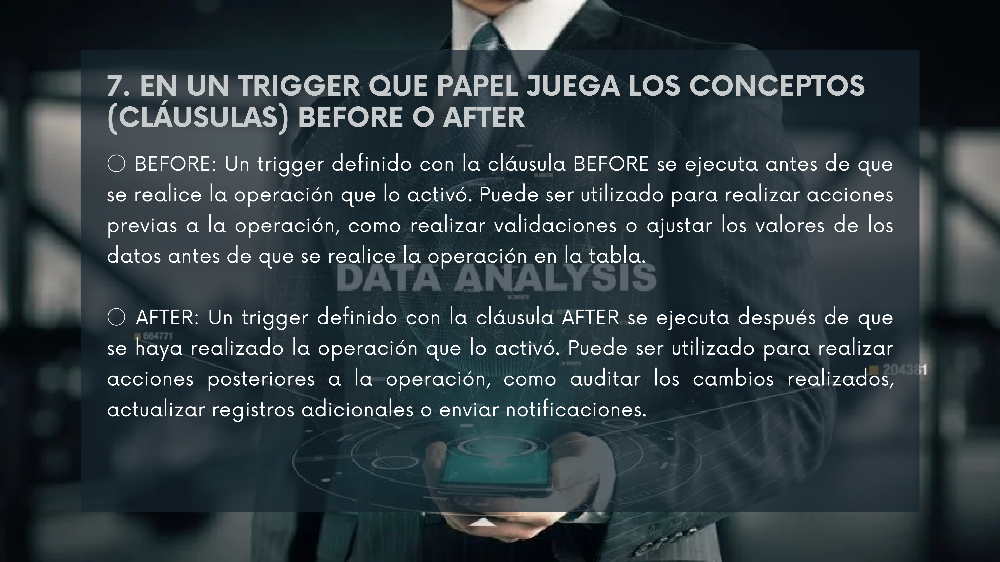 7. EN UN TRIGGER QUE PAPEL JUEGA LOS CONCEPTOS
(CLÁUSULAS) BEFORE O AFTER
○ BEFORE: Un trigger definido con la cláusula BEFORE se ejecuta antes de que
se realice la operación que lo activó. Puede ser utilizado para realizar acciones
previas a la operación, como realizar validaciones o ajustar los valores de los
datos antes de que se realice la operación en la tabla.
DATA ANALYSIS
○ AFTER: Un trigger definido con la cláusula AFTER se ejecuta después de que
664771
se haya realizado la operación que lo activó. Puede ser utilizado para realizar
204381
acciones posteriores a la operación, como auditar los cambios realizados,
actualizar registros adicionales o enviar notificaciones.